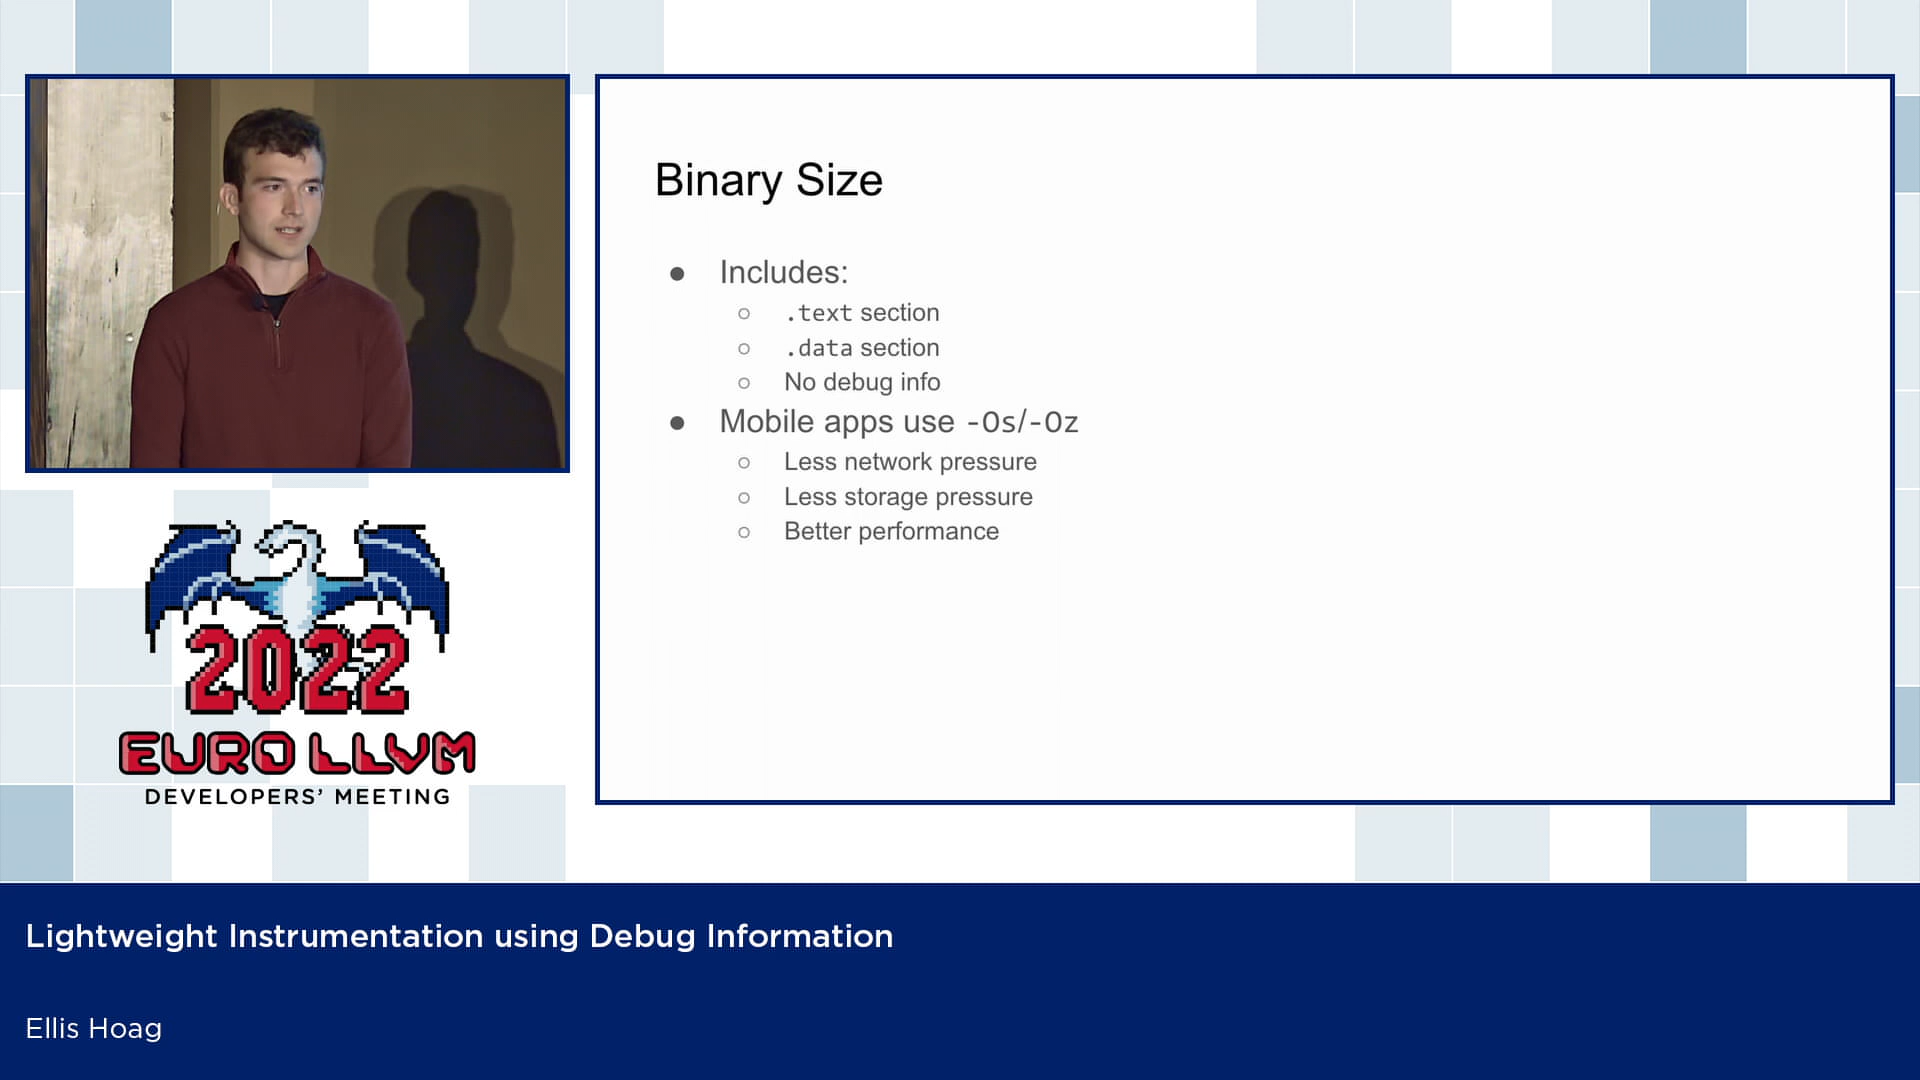 Binary Size
● Includes:
○ .text section
○ .data section
○ No debug info
● Mobile apps use -Os/-Oz
○ Less network pressure
○ Less storage pressure
○ Better performance
2022
EURO LLVM
DEVELOPERS’ MEETING
Lightweight Instrumentation using Debug Information
Ellis Hoag